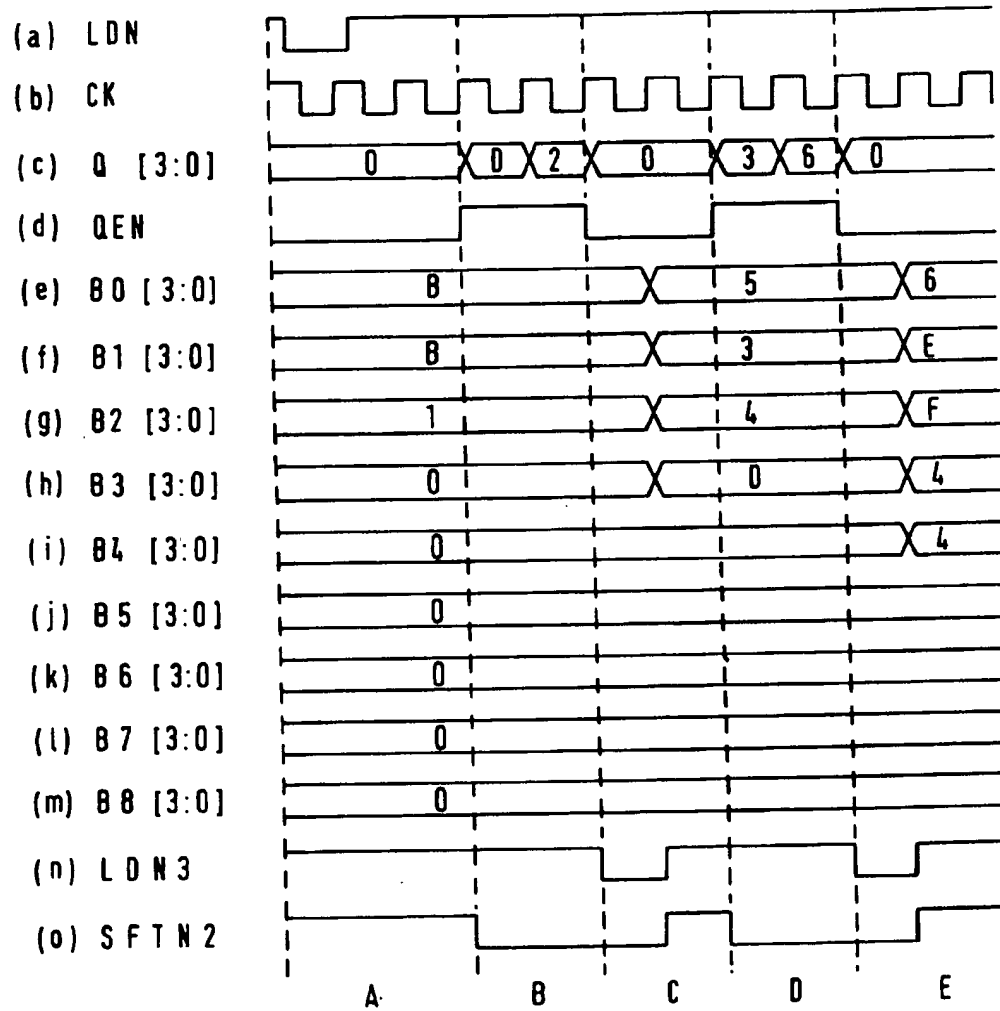 (a) LDN
(b) CK
(c) Q [3:0] 0 0 2 0 3 6 0
(d) QEN
(e) B0 [3:0] B 5 6
(f) B1 [3:0] B 3 E
(g) B2 [3:0] 1 4 F
(h) B3 [3:0] 0 0 4
(i) B4 [3:0] 0 4
(j) B5 [3:0] 0
(k) B6 [3:0] 0
(l) B7 [3:0] 0
(m) B8 [3:0] 0
(n) LDN3
(o) SFTN2
A B C D E